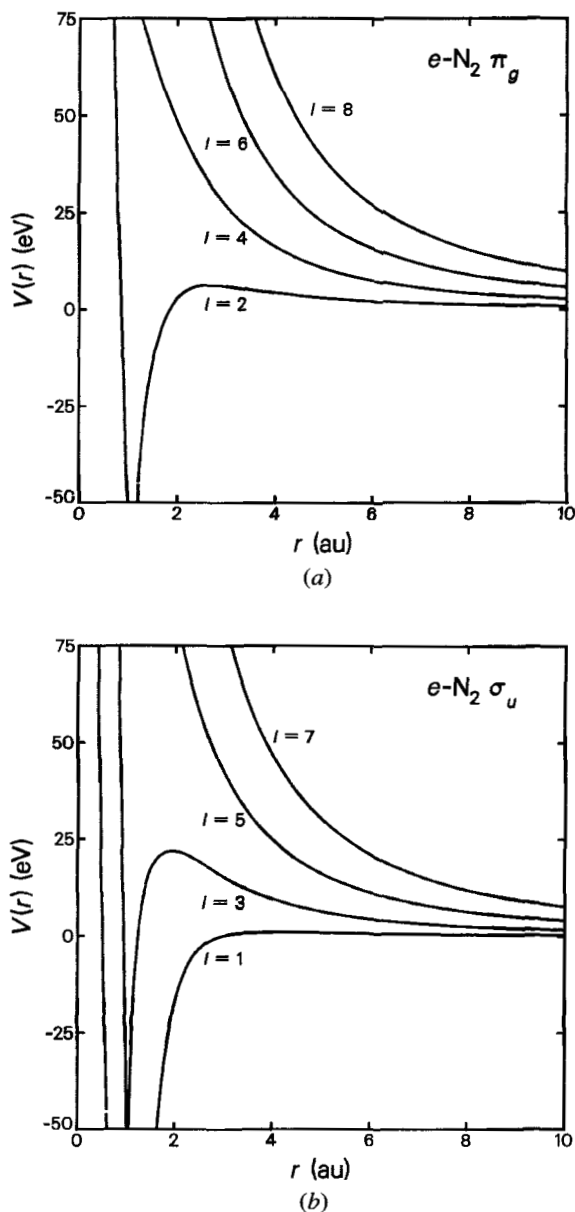 75
50
25
0
-25
-50
V(r) (eV)
e-N₂ π_g
l = 8
l = 6
l = 4
l = 2
0 2 4 6 8 10
r (au)
(a)
75
50
25
0
-25
-50
V(r) (eV)
e-N₂ σ_u
l = 7
l = 5
l = 3
l = 1
0 2 4 6 8 10
r (au)
(b)